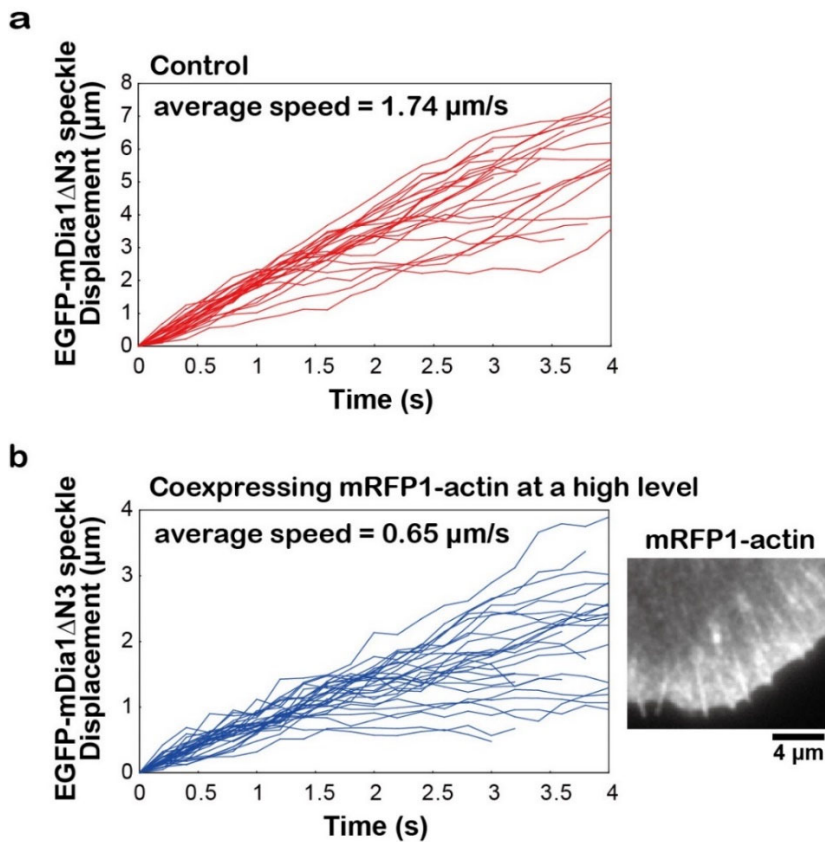 a
Control
average speed = 1.74 µm/s
EGFP-mDia1ΔN3 speckle
Displacement (µm)
8
7
6
5
4
3
2
1
0
0 0.5 1 1.5 2 2.5 3 3.5 4
Time (s)
b
Coexpressing mRFP1-actin at a high level
average speed = 0.65 µm/s
EGFP-mDia1ΔN3 speckle
Displacement (µm)
4
3
2
1
0
0 0.5 1 1.5 2 2.5 3 3.5 4
Time (s)
mRFP1-actin
4 µm